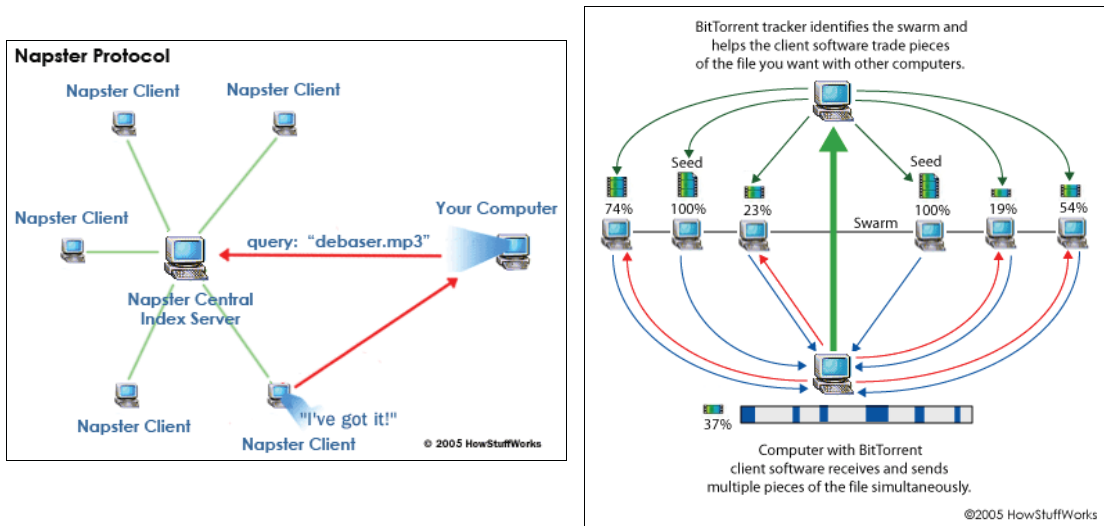 Napster Protocol
Napster Client
Napster Client
Napster Client
Your Computer
query: “debaser.mp3”
Napster Central
Index Server
"I've got it!"
Napster Client
Napster Client
© 2005 HowStuffWorks
BitTorrent tracker identifies the swarm and
helps the client software trade pieces
of the file you want with other computers.
Seed
Seed
74%
100%
23%
100%
19%
54%
Swarm
37%
Computer with BitTorrent
client software receives and sends
multiple pieces of the file simultaneously.
©2005 HowStuffWorks